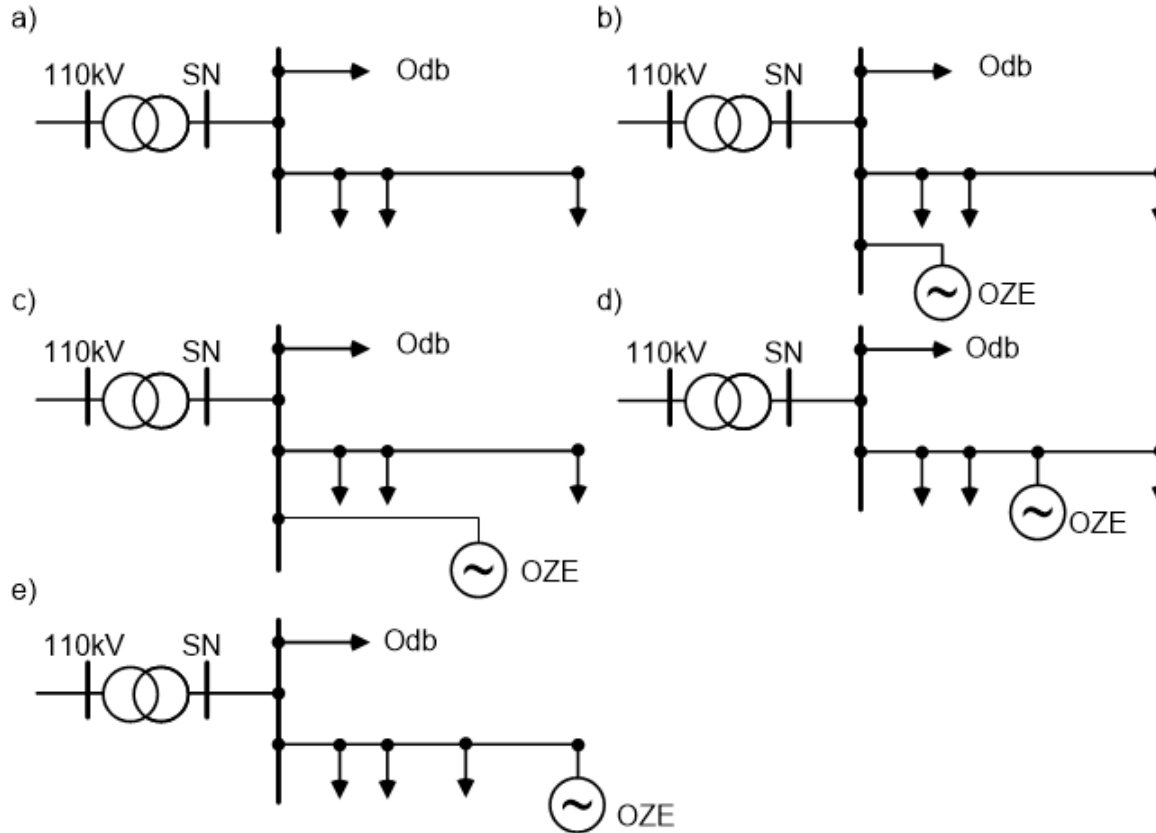 a)
110kV SN Odb
b)
110kV SN Odb
OZE
c)
110kV SN Odb
OZE
d)
110kV SN Odb
OZE
e)
110kV SN Odb
OZE